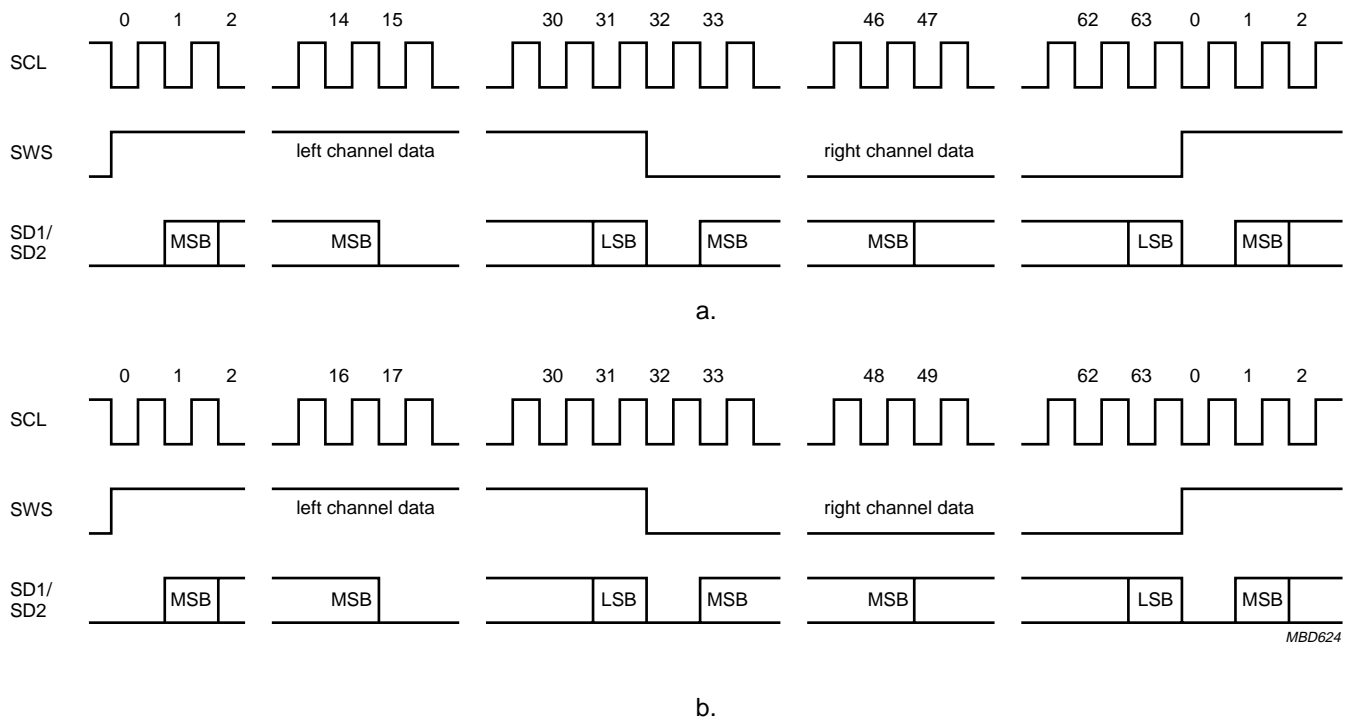 0 1 2 14 15 30 31 32 33 46 47 62 63 0 1 2
SCL
SWS left channel data right channel data
SD1/ MSB MSB LSB MSB MSB LSB MSB
SD2
a.
0 1 2 16 17 30 31 32 33 48 49 62 63 0 1 2
SCL
SWS left channel data right channel data
SD1/ MSB MSB LSB MSB MSB LSB MSB
SD2
MBD624
b.